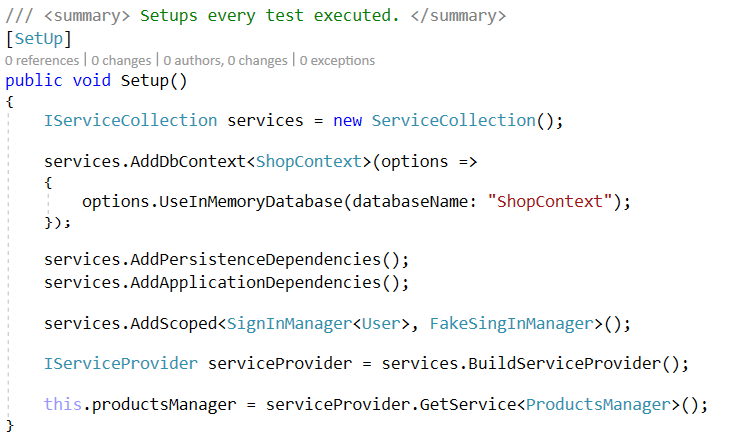 /// <summary> Setups every test executed. </summary>
[SetUp]
0 references | 0 changes | 0 authors, 0 changes | 0 exceptions
public void Setup()
{
    IServiceCollection services = new ServiceCollection();

    services.AddDbContext<ShopContext>(options =>
    {
        options.UseInMemoryDatabase(databaseName: "ShopContext");
    });

    services.AddPersistenceDependencies();
    services.AddApplicationDependencies();

    services.AddScoped<SignInManager<User>, FakeSingInManager>();

    IServiceProvider serviceProvider = services.BuildServiceProvider();

    this.productsManager = serviceProvider.GetService<ProductsManager>();
}